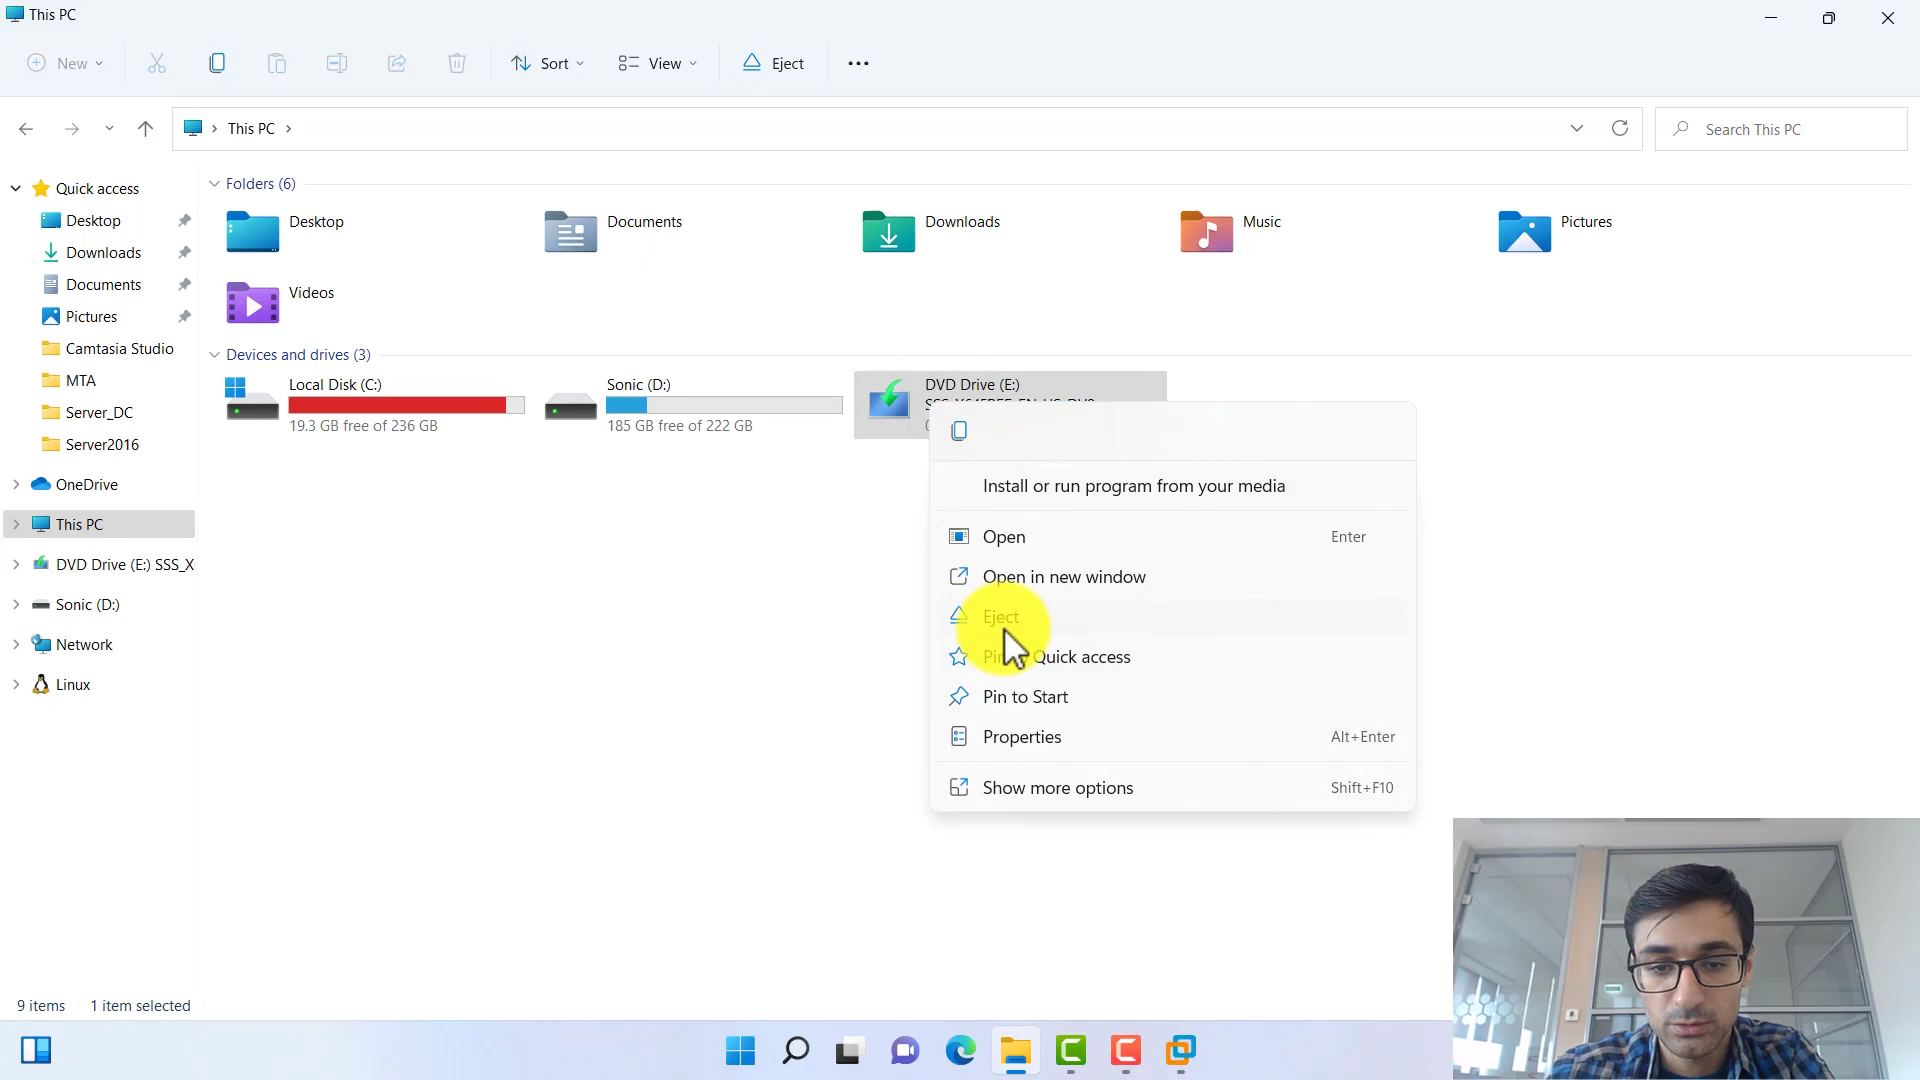 This PC
New
Sort
View
Eject
This PC
Search This PC
Quick access
Desktop
Downloads
Documents
Pictures
Camtasia Studio
MTA
Server_DC
Server2016
OneDrive
This PC
DVD Drive (E:) SSS_X
Sonic (D:)
Network
Linux
Folders (6)
Desktop
Documents
Downloads
Music
Pictures
Videos
Devices and drives (3)
Local Disk (C:)
19.3 GB free of 236 GB
Sonic (D:)
185 GB free of 222 GB
DVD Drive (E:)
Install or run program from your media
Open Enter
Open in new window
Eject
Pin Quick access
Pin to Start
Properties Alt+Enter
Show more options Shift+F10
9 items 1 item selected